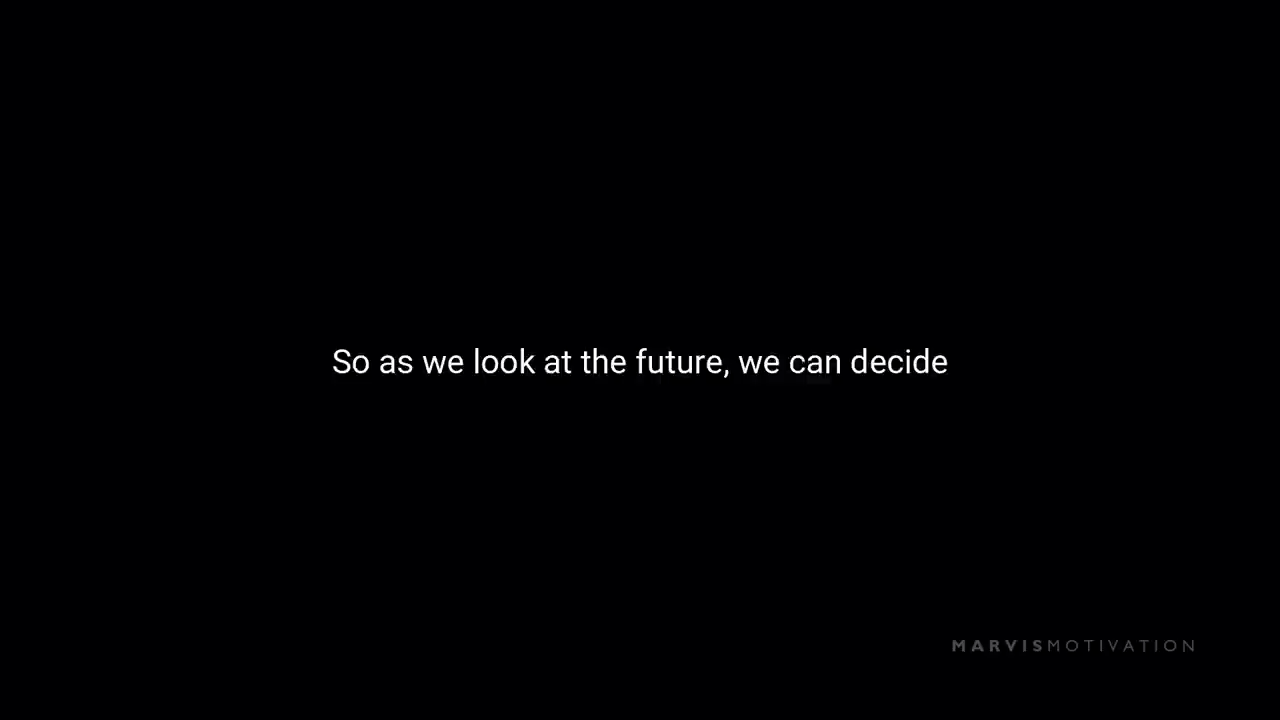 So as we look at the future, we can decide
MARVISMOTIVATION